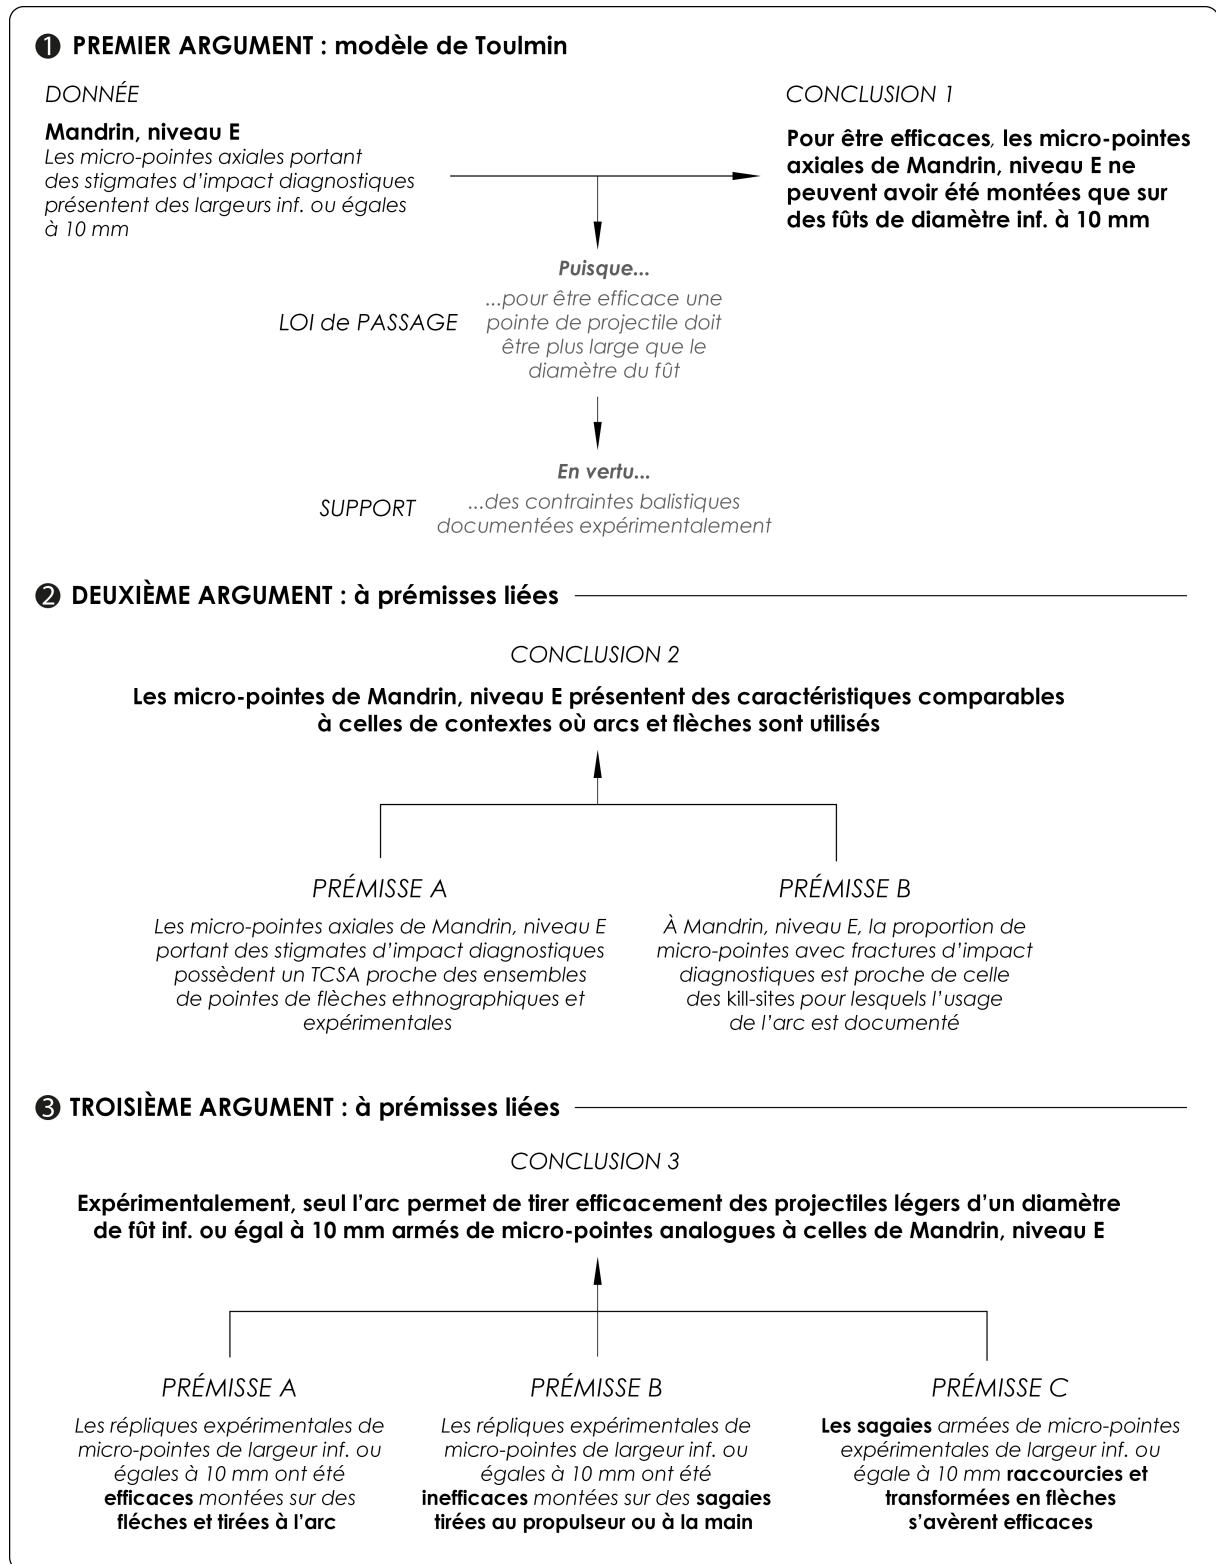 ❶ PREMIER ARGUMENT : modèle de Toulmin
DONNÉE
Mandrin, niveau E
Les micro-pointes axiales portant
des stigmates d'impact diagnostiques
présentent des largeurs inf. ou égales
à 10 mm
CONCLUSION 1
Pour être efficaces, les micro-pointes
axiales de Mandrin, niveau E ne
peuvent avoir été montées que sur
des fûts de diamètre inf. à 10 mm
LOI de PASSAGE
Puisque...
...pour être efficace une
pointe de projectile doit
être plus large que le
diamètre du fût
SUPPORT
En vertu...
...des contraintes balistiques
documentées expérimentalement
❷ DEUXIÈME ARGUMENT : à prémisses liées
CONCLUSION 2
Les micro-pointes de Mandrin, niveau E présentent des caractéristiques comparables
à celles de contextes où arcs et flèches sont utilisés
PRÉMISSE A
Les micro-pointes axiales de Mandrin, niveau E
portant des stigmates d'impact diagnostiques
possèdent un TCSA proche des ensembles
de pointes de flèches ethnographiques et
expérimentales
PRÉMISSE B
À Mandrin, niveau E, la proportion de
micro-pointes avec fractures d'impact
diagnostiques est proche de celle
des kill-sites pour lesquels l'usage
de l'arc est documenté
❸ TROISIÈME ARGUMENT : à prémisses liées
CONCLUSION 3
Expérimentalement, seul l'arc permet de tirer efficacement des projectiles légers d'un diamètre
de fût inf. ou égal à 10 mm armés de micro-pointes analogues à celles de Mandrin, niveau E
PRÉMISSE A
Les répliques expérimentales de
micro-pointes de largeur inf. ou
égales à 10 mm ont été
efficaces montées sur des
fléches et tirées à l'arc
PRÉMISSE B
Les répliques expérimentales de
micro-pointes de largeur inf. ou
égales à 10 mm ont été
inefficaces montées sur des sagaies
tirées au propulseur ou à la main
PRÉMISSE C
Les sagaies armées de micro-pointes
expérimentales de largeur inf. ou
égale à 10 mm raccourcies et
transformées en flèches
s'avèrent efficaces